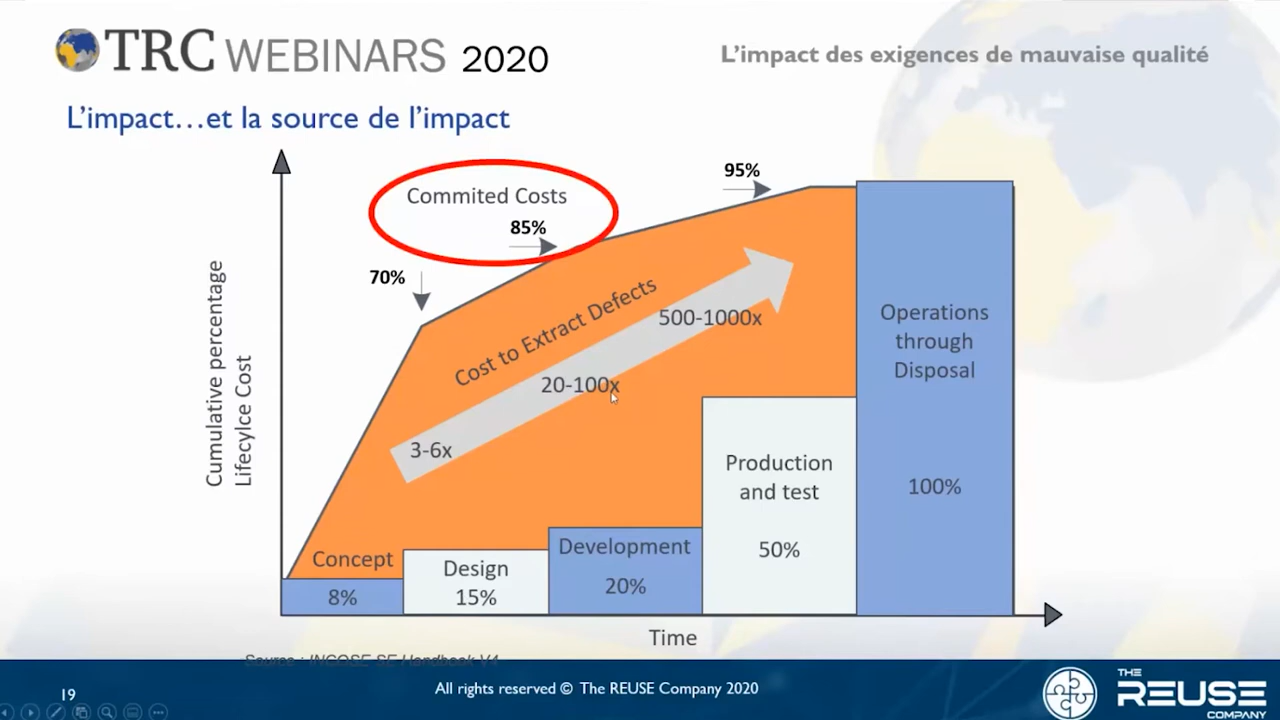 TRC WEBINARS 2020
L'impact des exigences de mauvaise qualité
L'impact...et la source de l'impact
Commited Costs
95%
85%
70%
Cumulative percentage
Lifecylce Cost
Cost to Extract Defects
500-1000x
20-100x
3-6x
Operations
through
Disposal
100%
Production
and test
50%
Development
20%
Design
15%
Concept
8%
Time
Source : INCOSE SE Handbook V4
19
All rights reserved © The REUSE Company 2020
THE
REUSE
COMPANY